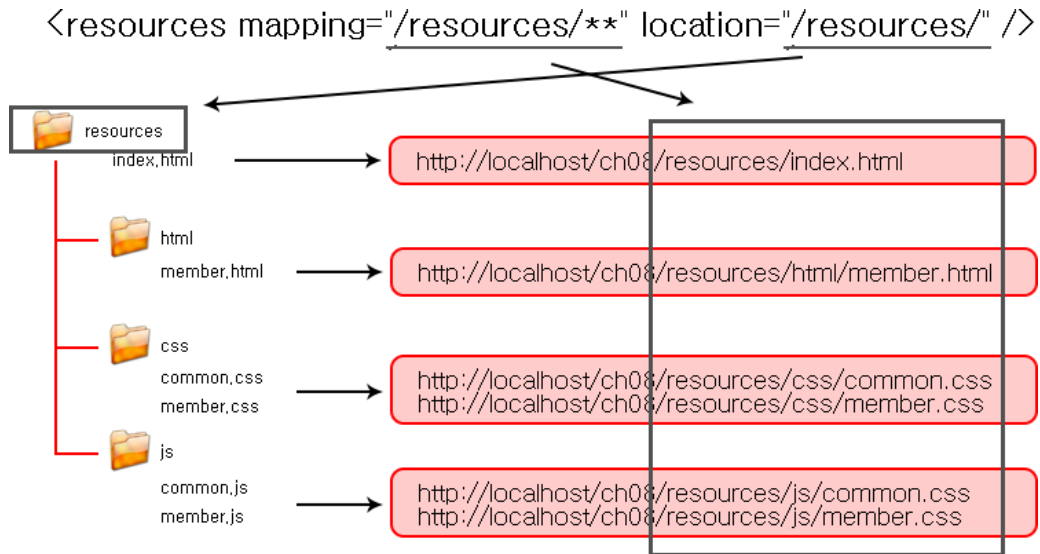 <resources mapping="/resources/**" location="/resources/" />
resources
index.html
http://localhost/ch08/resources/index.html
html
member.html
http://localhost/ch08/resources/html/member.html
css
common.css
member.css
http://localhost/ch08/resources/css/common.css
http://localhost/ch08/resources/css/member.css
js
common.js
member.js
http://localhost/ch08/resources/js/common.css
http://localhost/ch08/resources/js/member.css